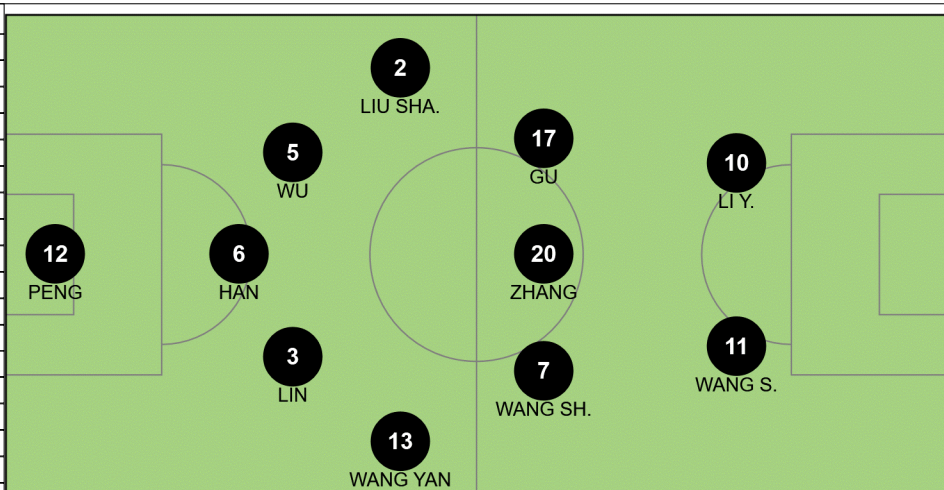 2
LIU SHA.
17
GU
5
WU
10
LI Y.
12
PENG
6
HAN
20
ZHANG
11
WANG S.
3
LIN
7
WANG SH.
13
WANG YAN